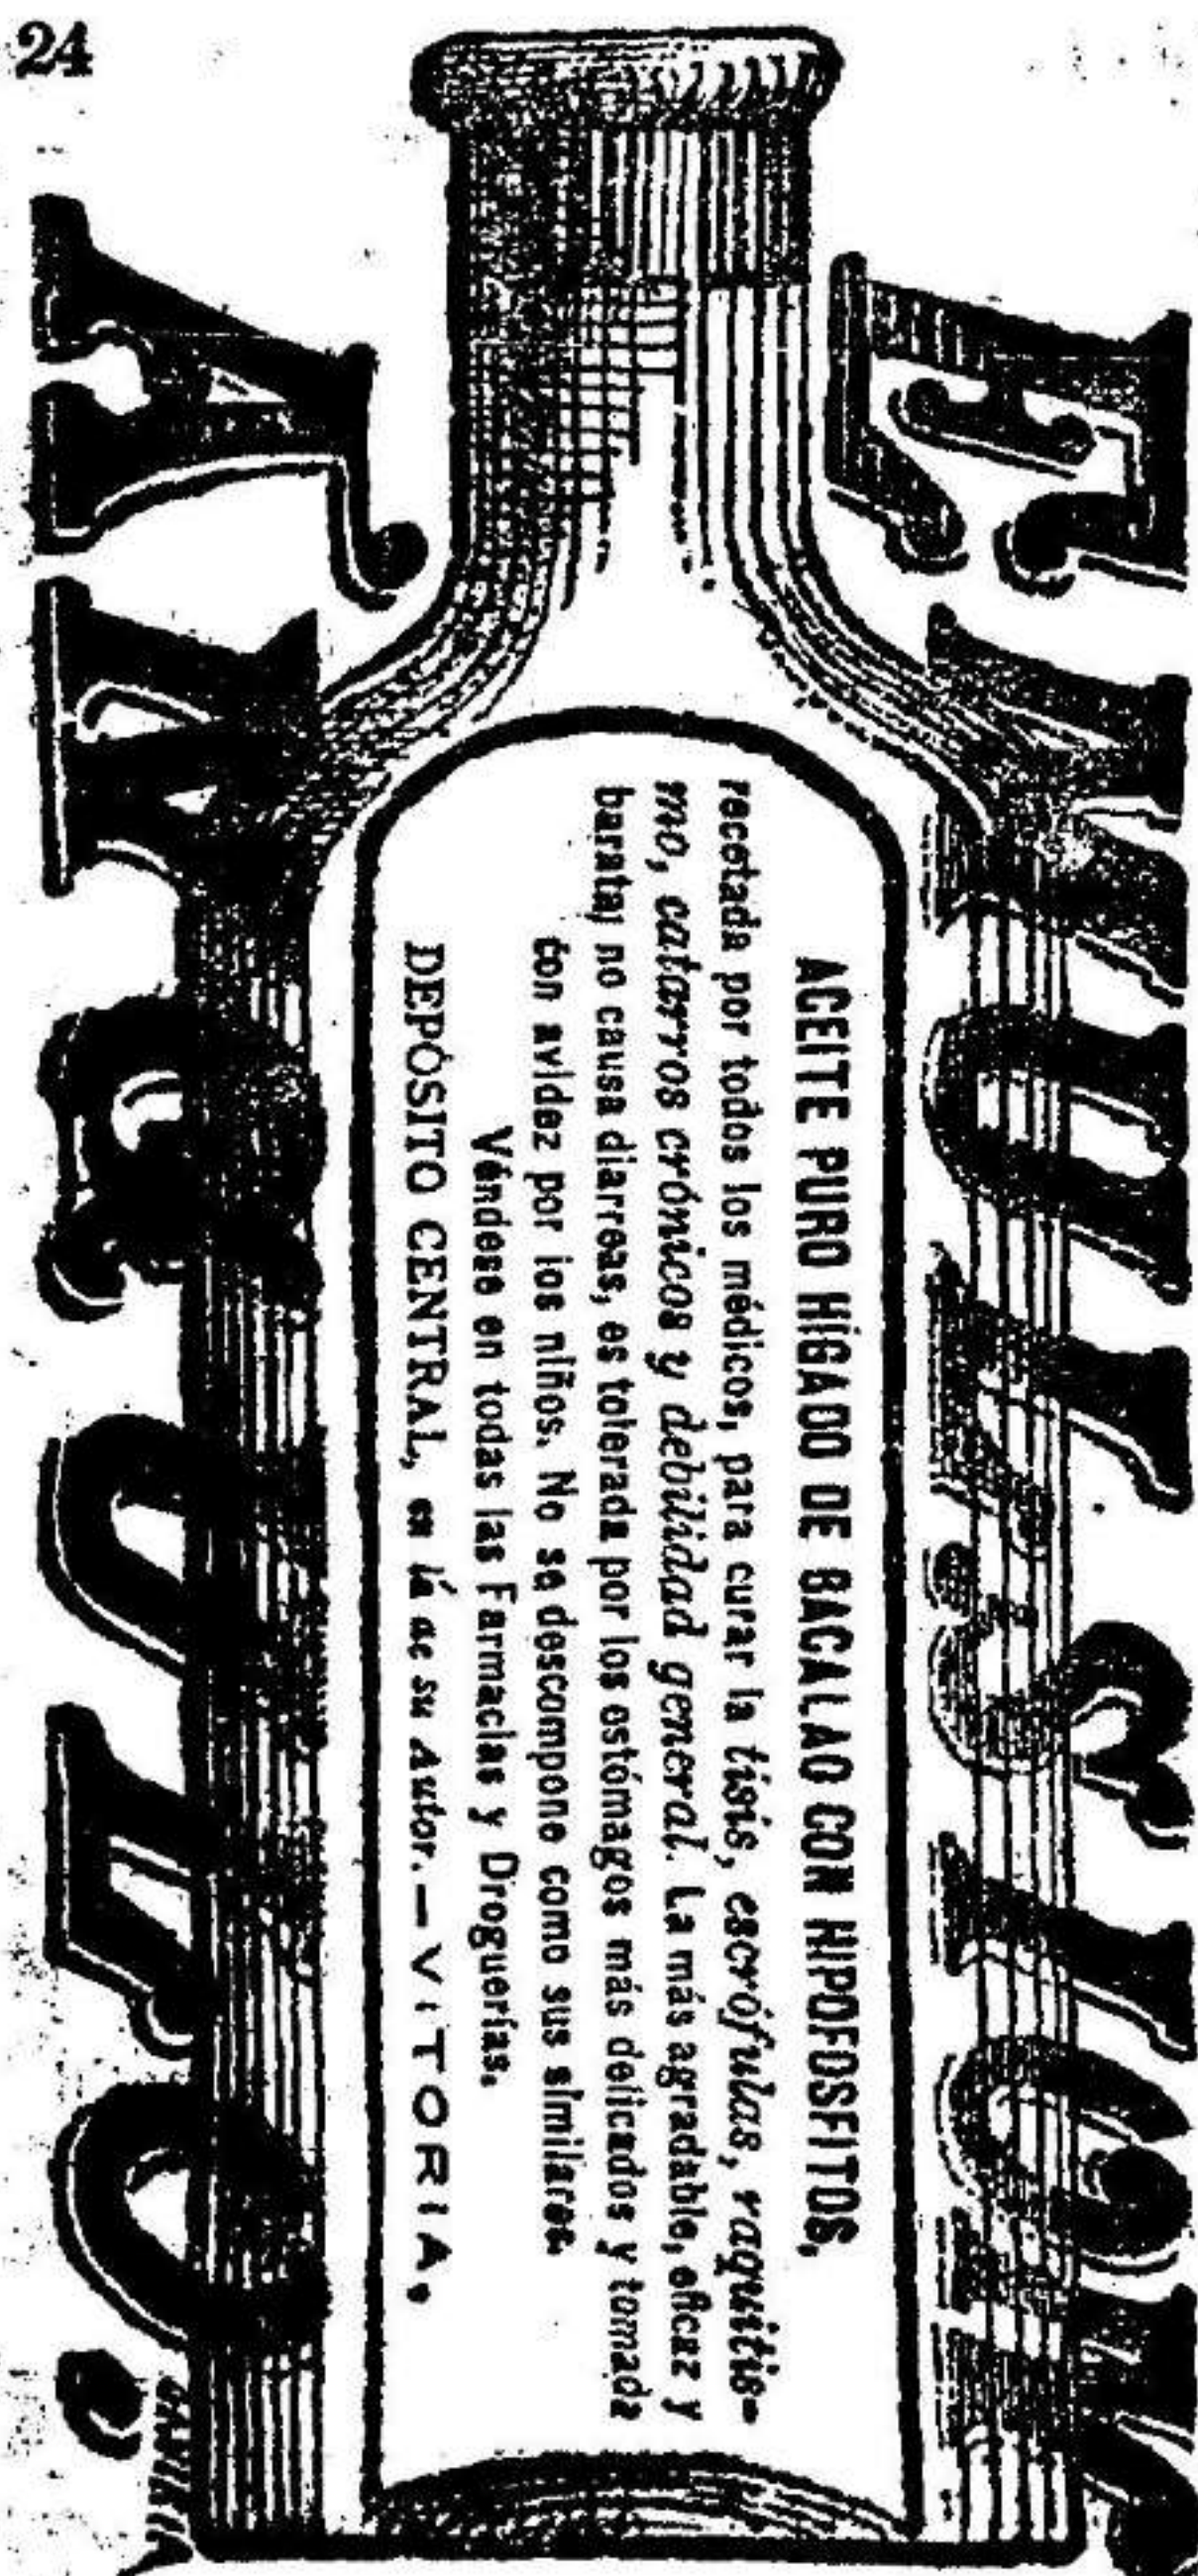 24
EMULSIÓN
ACEITE PURO HÍGADO DE BACALAO CON HIPOFOSFITOS,
recetada por todos los médicos, para curar la tisis, escrófulas, raquitis-
mo, catarros crónicos y debilidad general. La más agradable, eficaz y
barata; no causa diarreas, es tolerada por los estómagos más delicados y tomada
con avidez por los niños. No se descompone como sus similares.
Véndese en todas las Farmacias y Droguerías.
DEPÓSITO CENTRAL, en la de su Autor.—VITORIA,